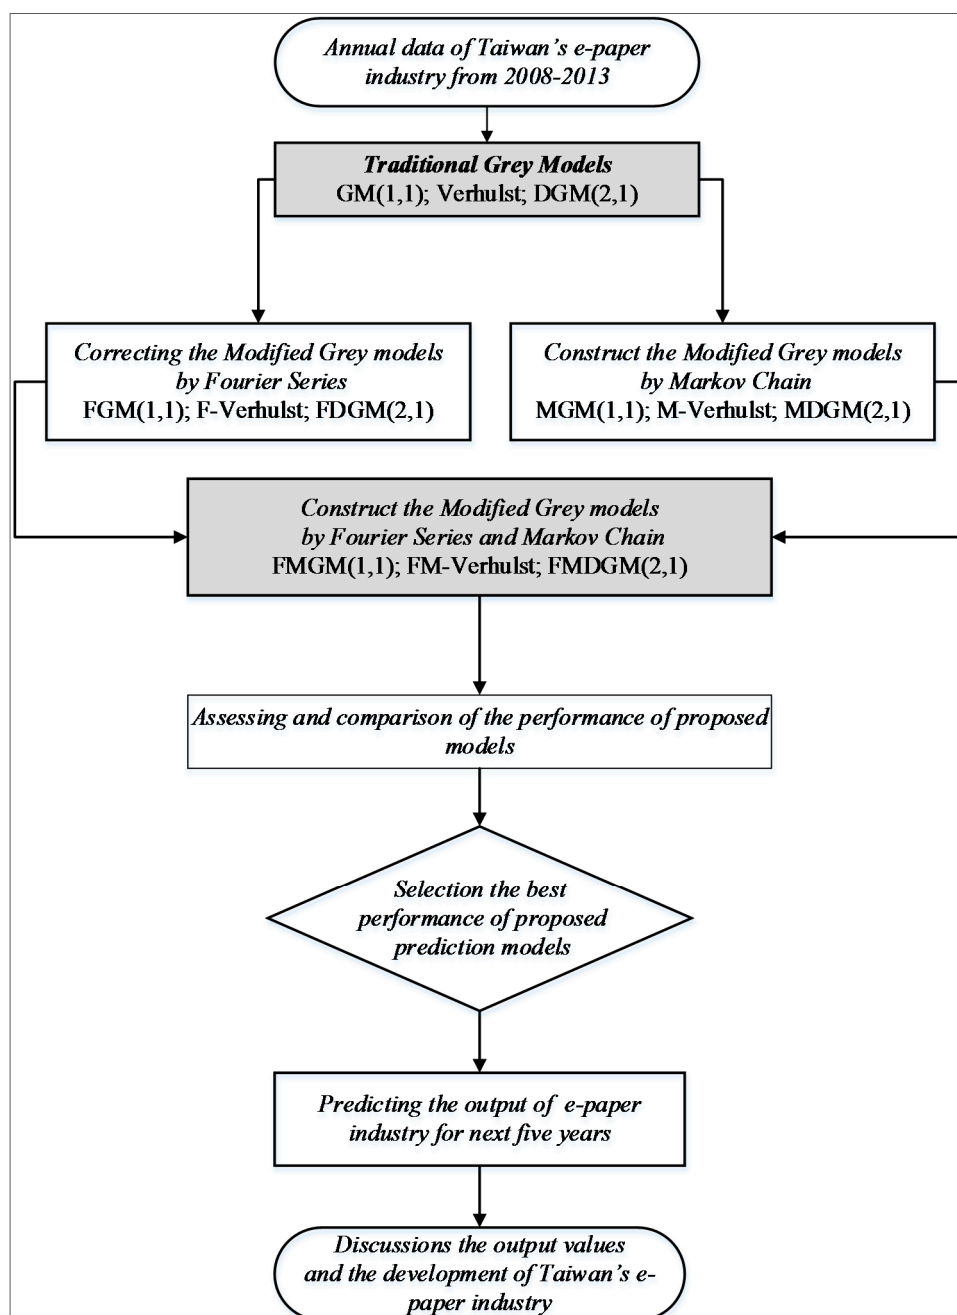 Annual data of Taiwan's e-paper
industry from 2008-2013
Traditional Grey Models
GM(1,1); Verhulst; DGM(2,1)
Correcting the Modified Grey models
by Fourier Series
FGM(1,1); F-Verhulst; FDGM(2,1)
Construct the Modified Grey models
by Markov Chain
MGM(1,1); M-Verhulst; MDGM(2,1)
Construct the Modified Grey models
by Fourier Series and Markov Chain
FMGM(1,1); FM-Verhulst; FMDGM(2,1)
Assessing and comparison of the performance of proposed
models
Selection the best
performance of proposed
prediction models
Predicting the output of e-paper
industry for next five years
Discussions the output values
and the development of Taiwan's e-
paper industry